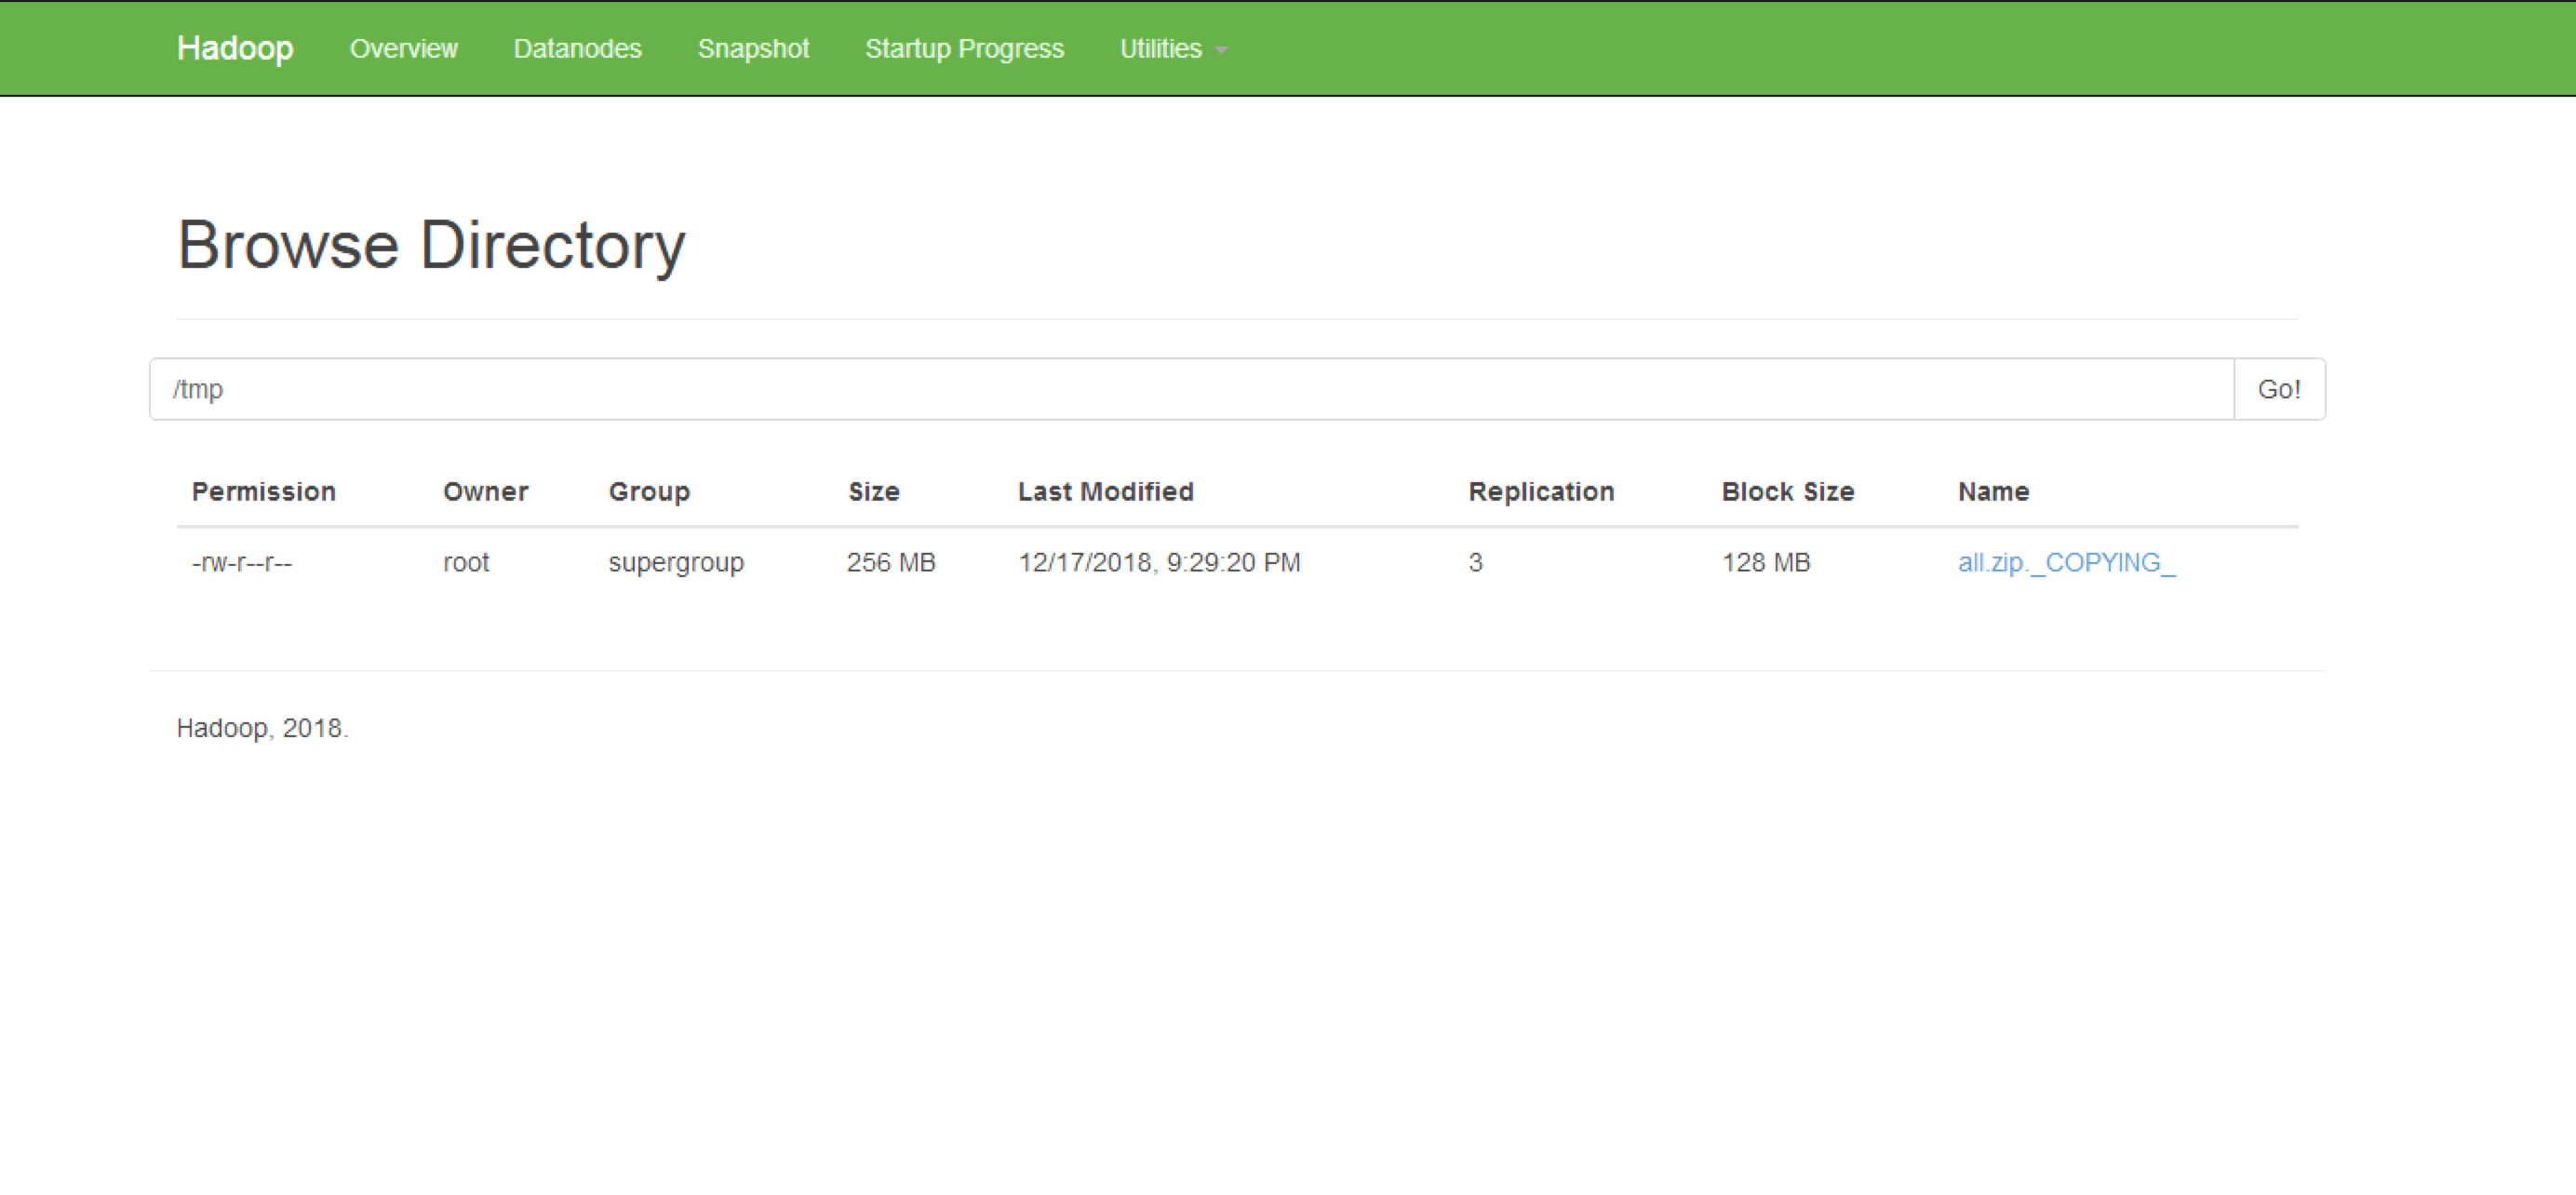 Hadoop Overview Datanodes Snapshot Startup Progress Utilities
Browse Directory
/tmp Go!
Permission Owner Group Size Last Modified Replication Block Size Name
-rw-r--r-- root supergroup 256 MB 12/17/2018, 9:29:20 PM 3 128 MB all.zip._COPYING_
Hadoop, 2018.